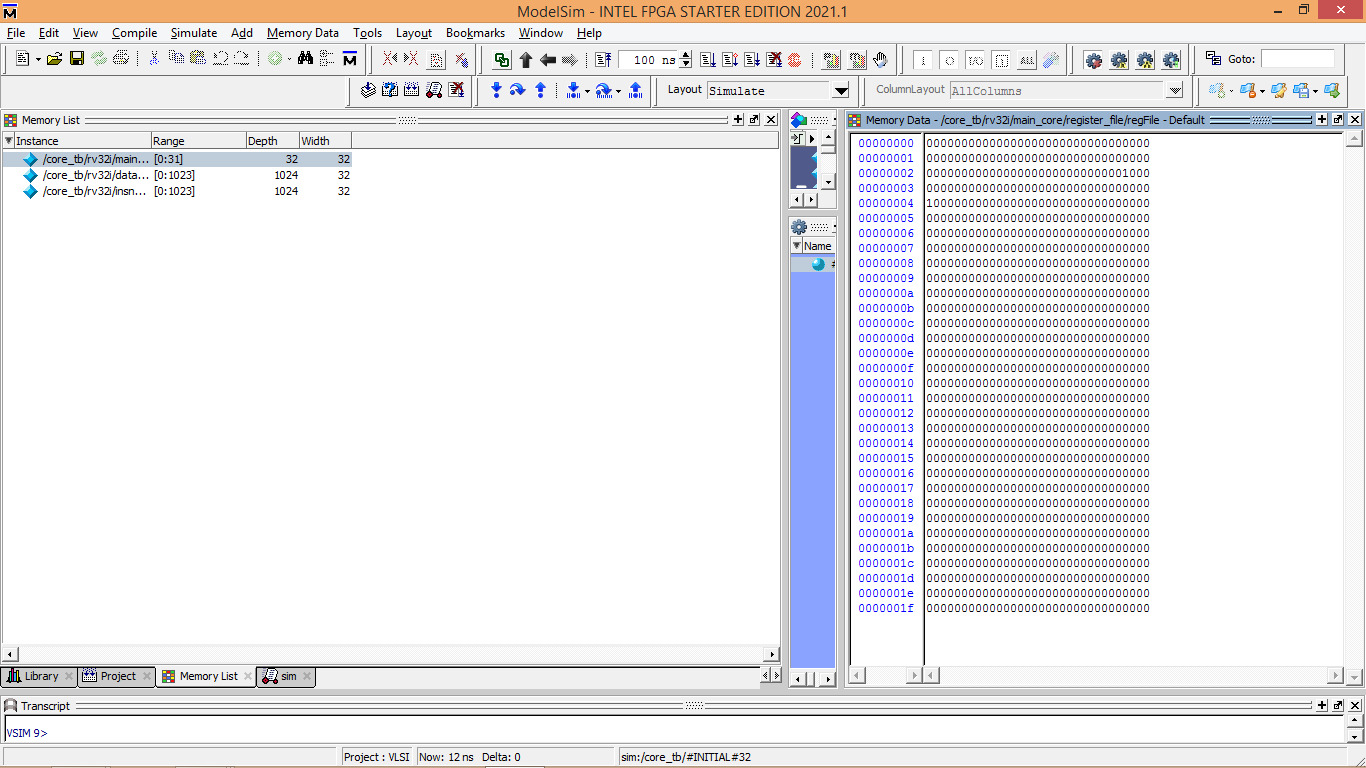 ModelSim - INTEL FPGA STARTER EDITION 2021.1
File Edit View Compile Simulate Add Memory Data Tools Layout Bookmarks Window Help
100 ns
ALL
Goto:
Layout Simulate
ColumnLayout AllColumns
Memory List
Instance Range Depth Width
/core_tb/rv32i/main... [0:31] 32 32
/core_tb/rv32i/data... [0:1023] 1024 32
/core_tb/rv32i/insn... [0:1023] 1024 32
Name
Memory Data - /core_tb/rv32i/main_core/register_file/regFile - Default
00000000 00000000000000000000000000000000
00000001 00000000000000000000000000000000
00000002 00000000000000000000000000001000
00000003 00000000000000000000000000000000
00000004 10000000000000000000000000000000
00000005 00000000000000000000000000000000
00000006 00000000000000000000000000000000
00000007 00000000000000000000000000000000
00000008 00000000000000000000000000000000
00000009 00000000000000000000000000000000
0000000a 00000000000000000000000000000000
0000000b 00000000000000000000000000000000
0000000c 00000000000000000000000000000000
0000000d 00000000000000000000000000000000
0000000e 00000000000000000000000000000000
0000000f 00000000000000000000000000000000
00000010 00000000000000000000000000000000
00000011 00000000000000000000000000000000
00000012 00000000000000000000000000000000
00000013 00000000000000000000000000000000
00000014 00000000000000000000000000000000
00000015 00000000000000000000000000000000
00000016 00000000000000000000000000000000
00000017 00000000000000000000000000000000
00000018 00000000000000000000000000000000
00000019 00000000000000000000000000000000
0000001a 00000000000000000000000000000000
0000001b 00000000000000000000000000000000
0000001c 00000000000000000000000000000000
0000001d 00000000000000000000000000000000
0000001e 00000000000000000000000000000000
0000001f 00000000000000000000000000000000
Library Project Memory List sim
Transcript
VSIM 9>
Project : VLSI Now: 12 ns Delta: 0 sim:/core_tb/#INITIAL#32